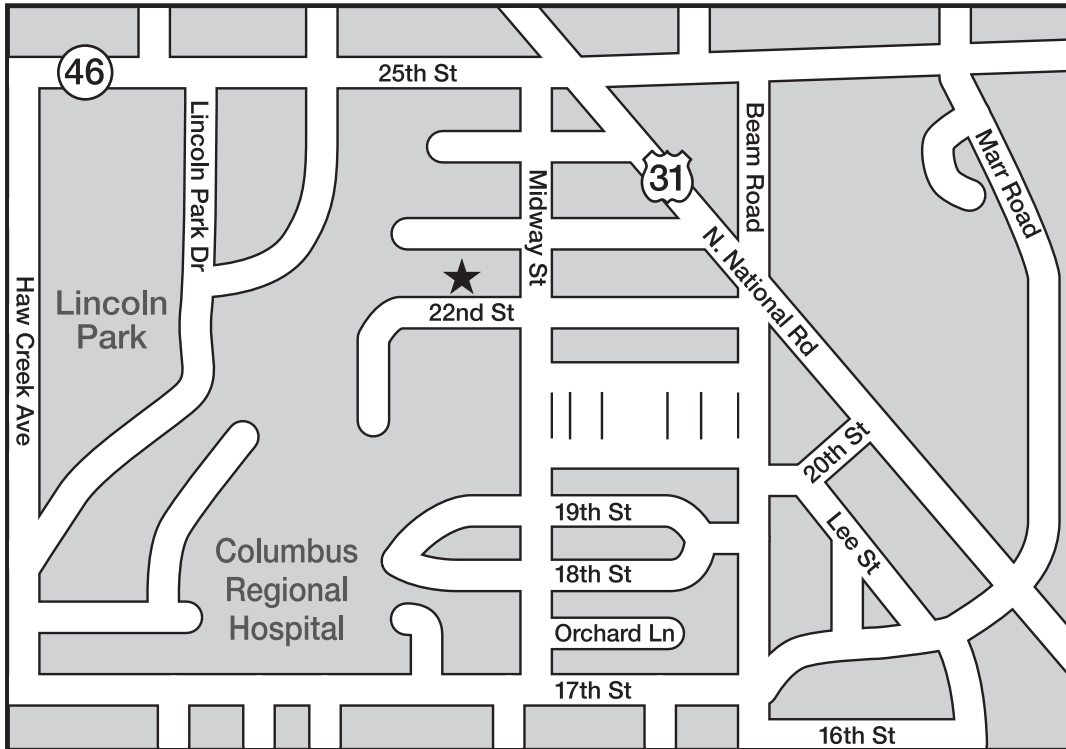 46
25th St
Lincoln Park Dr
Midway St
31
Beam Road
Marr Road
N. National Rd
Haw Creek Ave
Lincoln
Park
22nd St
20th St
19th St
Lee St
18th St
Columbus
Regional
Hospital
Orchard Ln
17th St
16th St